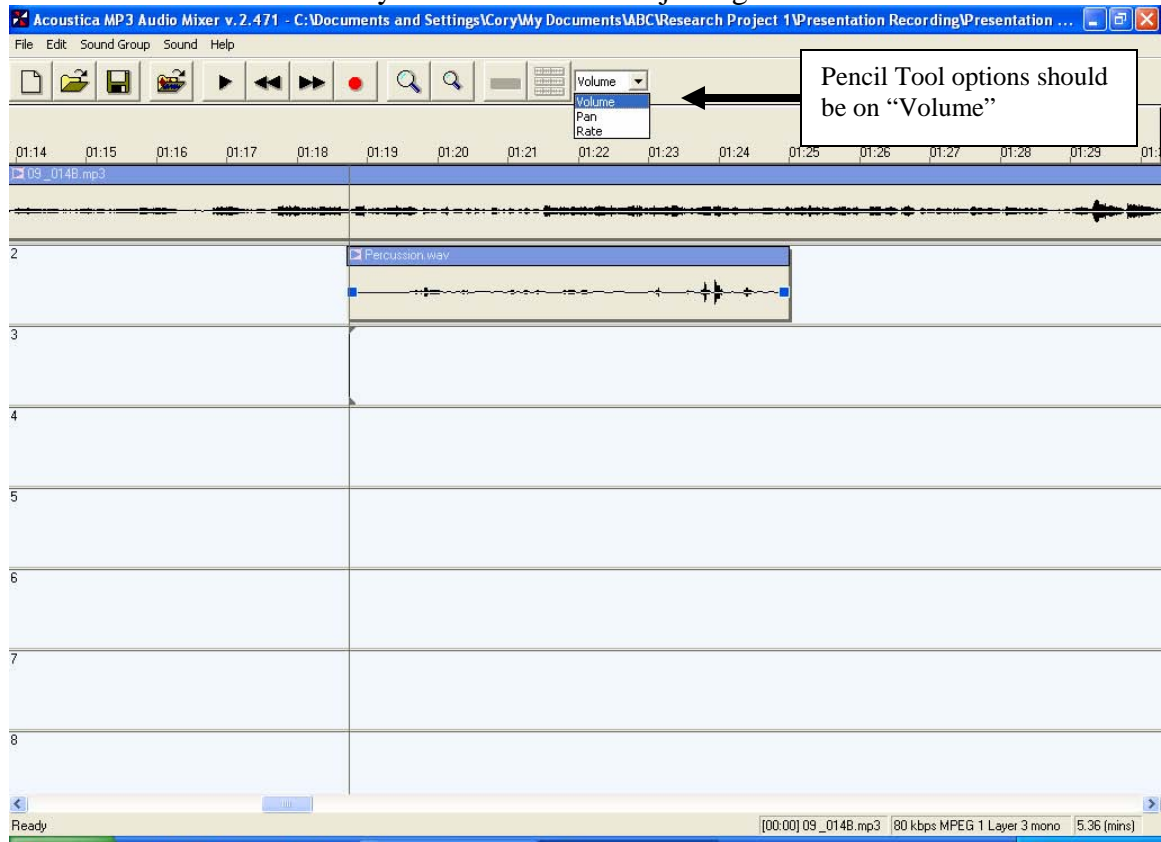 Acoustica MP3 Audio Mixer v.2.471 - C:\Documents and Settings\Cory\My Documents\ABC\Research Project 1\Presentation Recording\Presentation ...
File Edit Sound Group Sound Help
Volume
Volume
Pan
Rate
Pencil Tool options should
be on “Volume”
01:14 01:15 01:16 01:17 01:18 01:19 01:20 01:21 01:22 01:23 01:24 01:25 01:26 01:27 01:28 01:29
09_014B.mp3
2
Percussion.wav
3
4
5
6
7
8
Ready [00:00] 09_014B.mp3 80 kbps MPEG 1 Layer 3 mono 5.36 (mins)